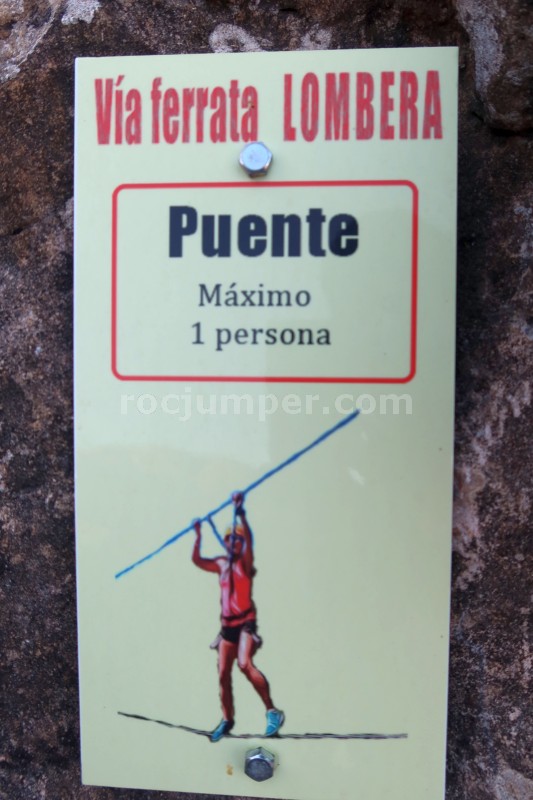 Vía ferrata LOMBERA
Puente
Máximo
1 persona
rocjumper.com